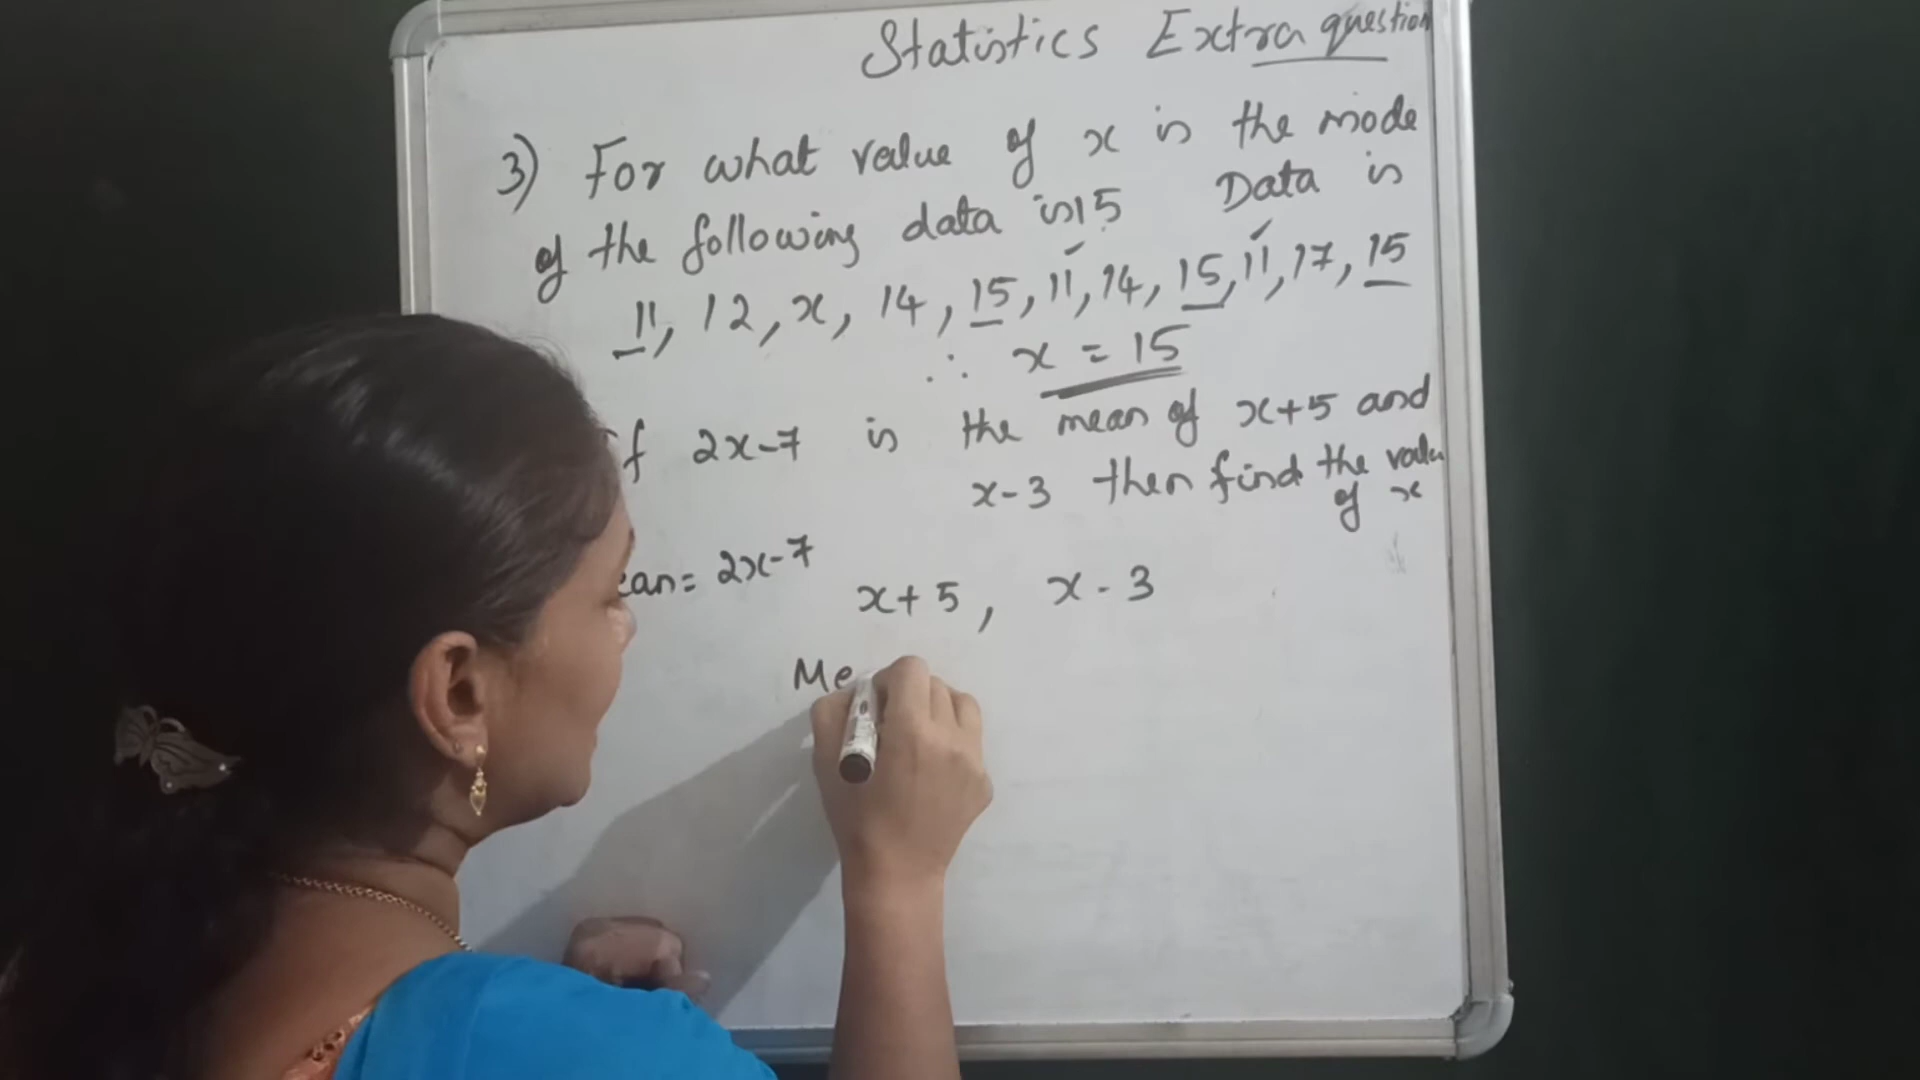 Statistics Extra question
3) For what value of x is the mode
of the following data is 15 Data is
11, 12, x, 14, 15, 11, 14, 15, 11, 17, 15
∴ x = 15
f 2x-7 is the mean of x+5 and
x-3 then find the valu
of x
ean = 2x-7
x+5, x-3
Me